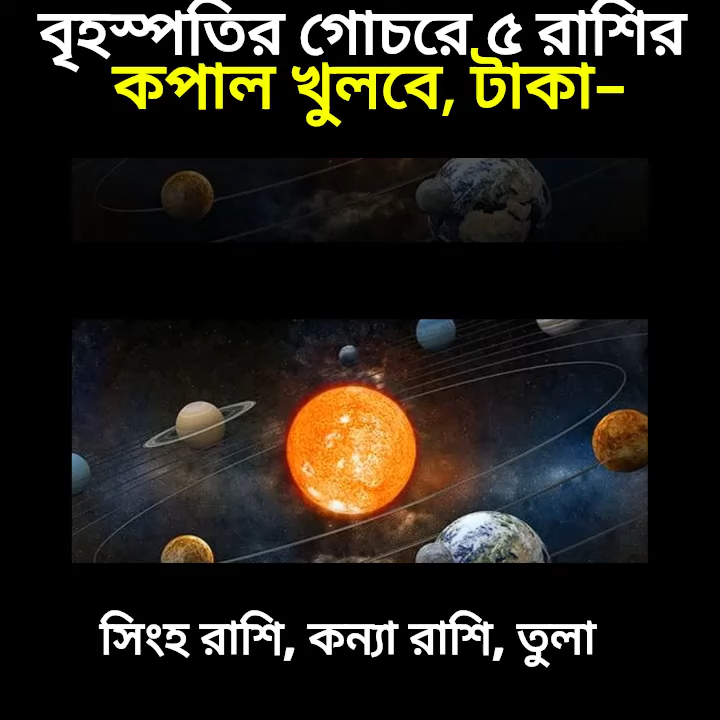 বৃহস্পতির গোচরে ৫ রাশির
কপাল খুলবে, টাকা–
সিংহ রাশি, কন্যা রাশি, তুলা